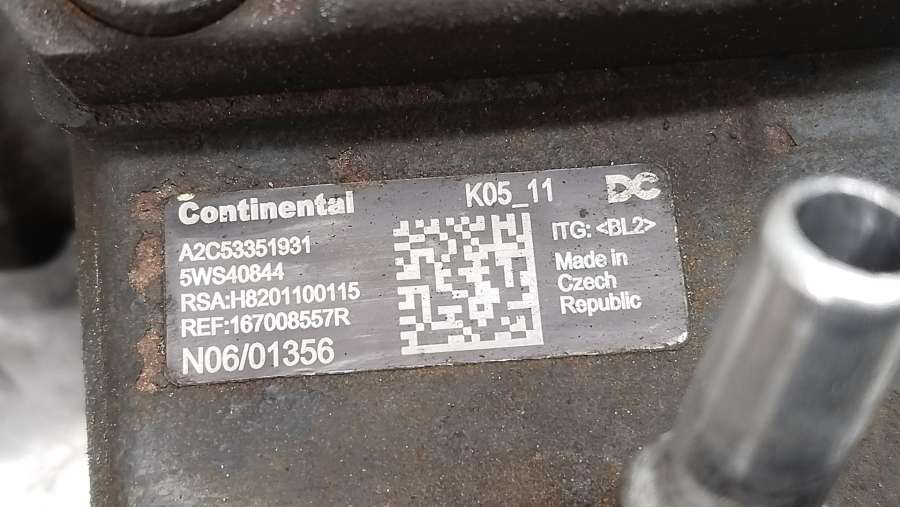 Continental
K05_11
DC
A2C53351931
5WS40844
RSA:H8201100115
REF:167008557R
N06/01356
ITG: <BL2>
Made in
Czech
Republic